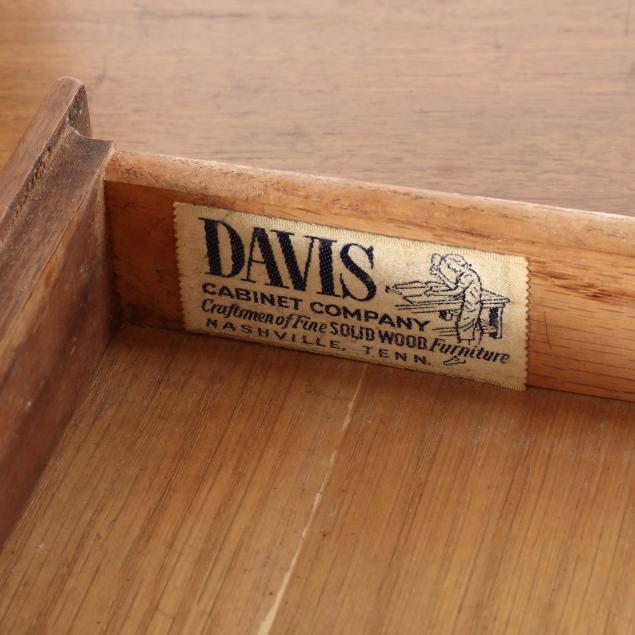 DAVIS
CABINET COMPANY
Craftsmen of Fine SOLID WOOD Furniture
NASHVILLE, TENN.